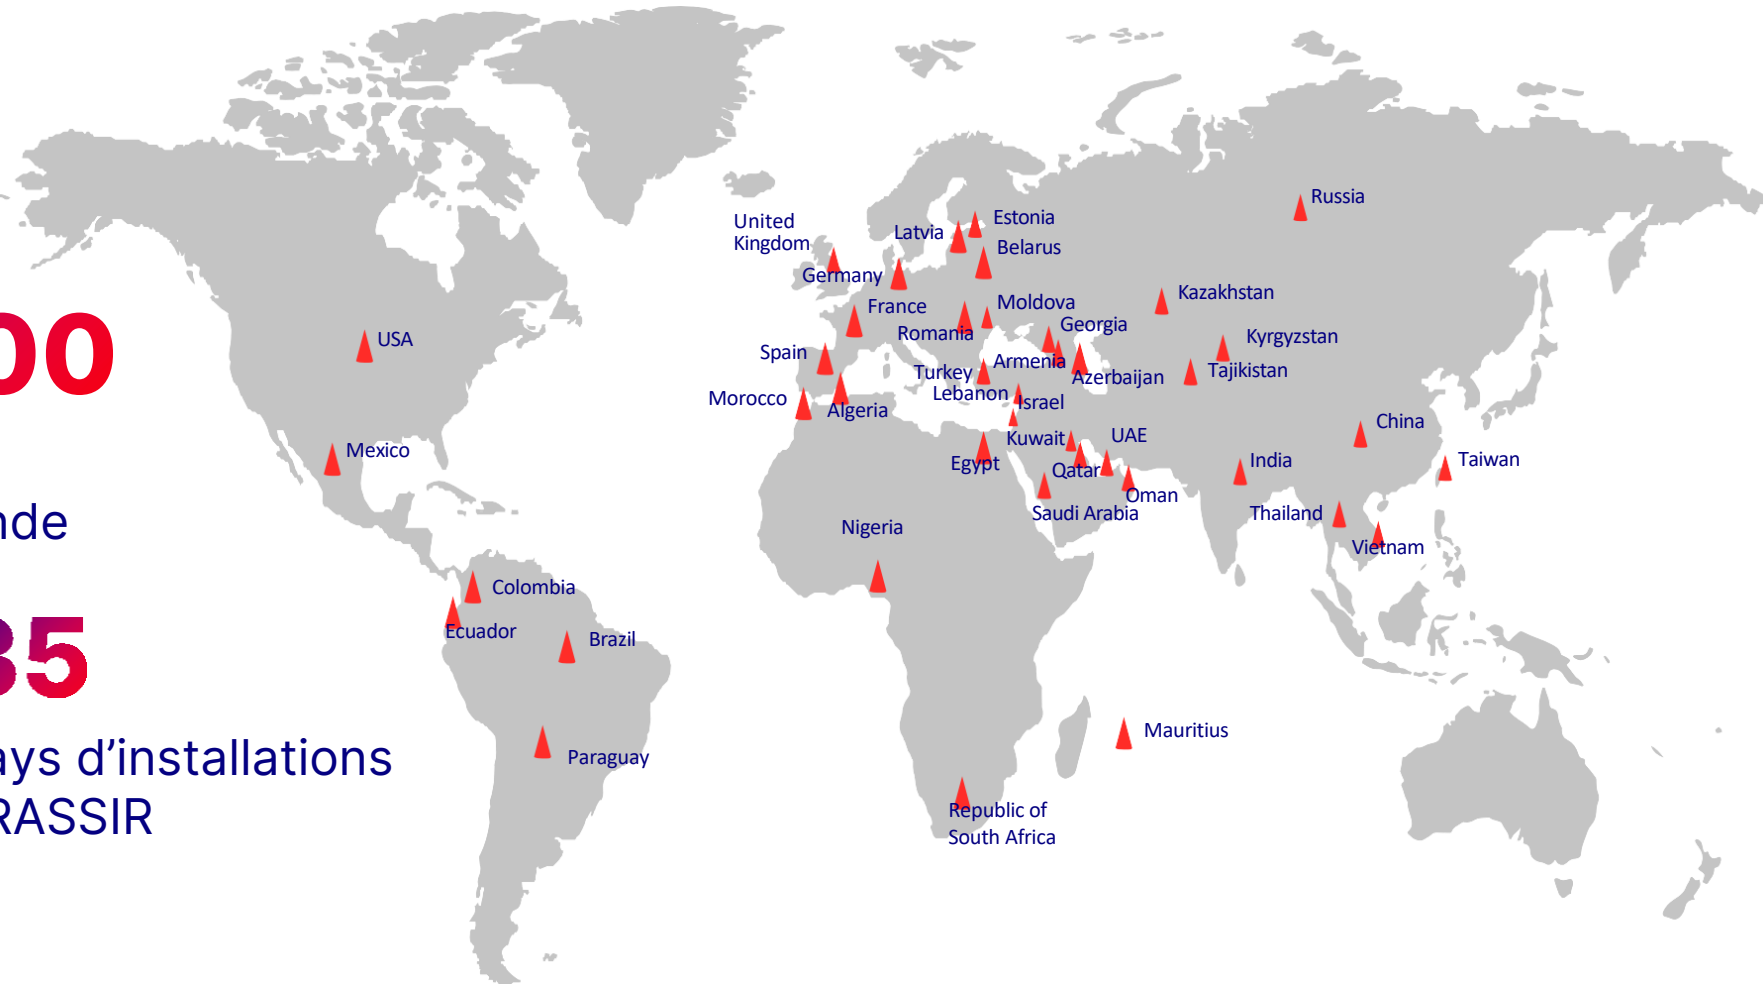 00
nde
35
ays d’installations
RASSIR
USA
Mexico
Colombia
Ecuador
Brazil
Paraguay
United
Kingdom
Germany
France
Spain
Morocco
Algeria
Latvia
Estonia
Belarus
Moldova
Romania
Georgia
Armenia
Azerbaijan
Turkey
Lebanon
Israel
Kuwait
UAE
Egypt
Qatar
Oman
Saudi Arabia
Nigeria
Mauritius
Republic of
South Africa
Russia
Kazakhstan
Kyrgyzstan
Tajikistan
China
India
Taiwan
Thailand
Vietnam